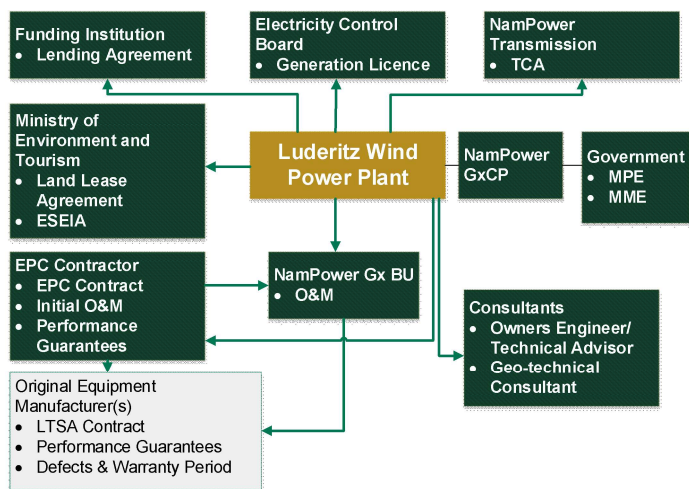 Funding Institution
• Lending Agreement
Electricity Control
Board
• Generation Licence
NamPower
Transmission
• TCA
Ministry of
Environment and
Tourism
• Land Lease
Agreement
• ESEIA
Luderitz Wind
Power Plant
NamPower
GxCP
Government
• MPE
• MME
EPC Contractor
• EPC Contract
• Initial O&M
• Performance
Guarantees
NamPower Gx BU
• O&M
Consultants
• Owners Engineer/
Technical Advisor
• Geo-technical
Consultant
Original Equipment
Manufacturer(s)
• LTSA Contract
• Performance Guarantees
• Defects & Warranty Period